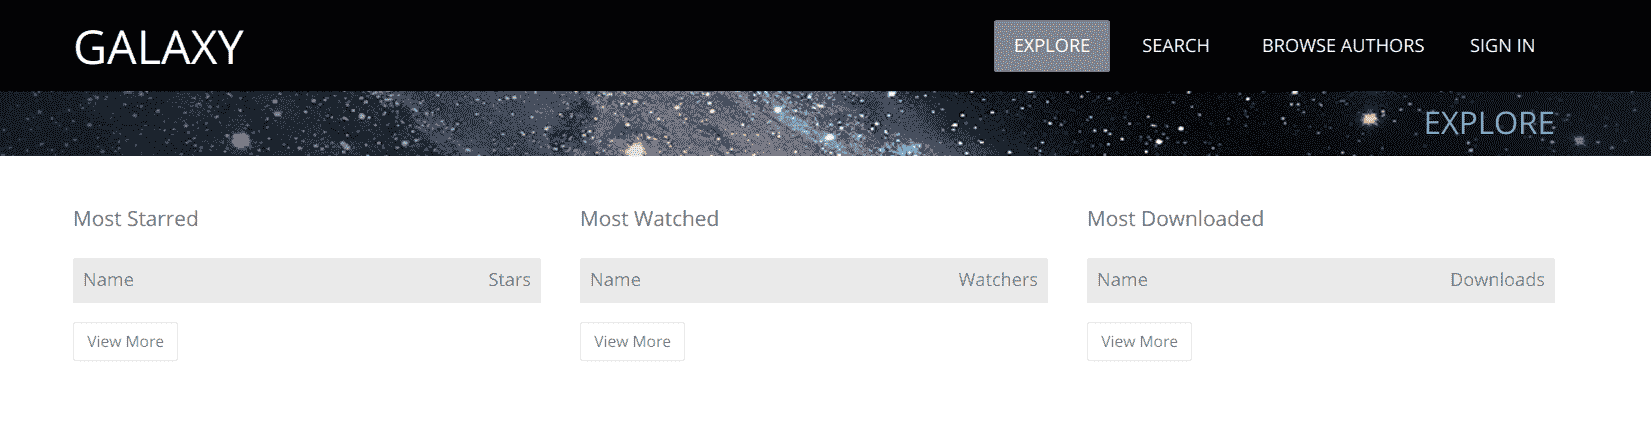 GALAXY
EXPLORE SEARCH BROWSE AUTHORS SIGN IN
EXPLORE
Most Starred Most Watched Most Downloaded
Name Stars Name Watchers Name Downloads
View More View More View More